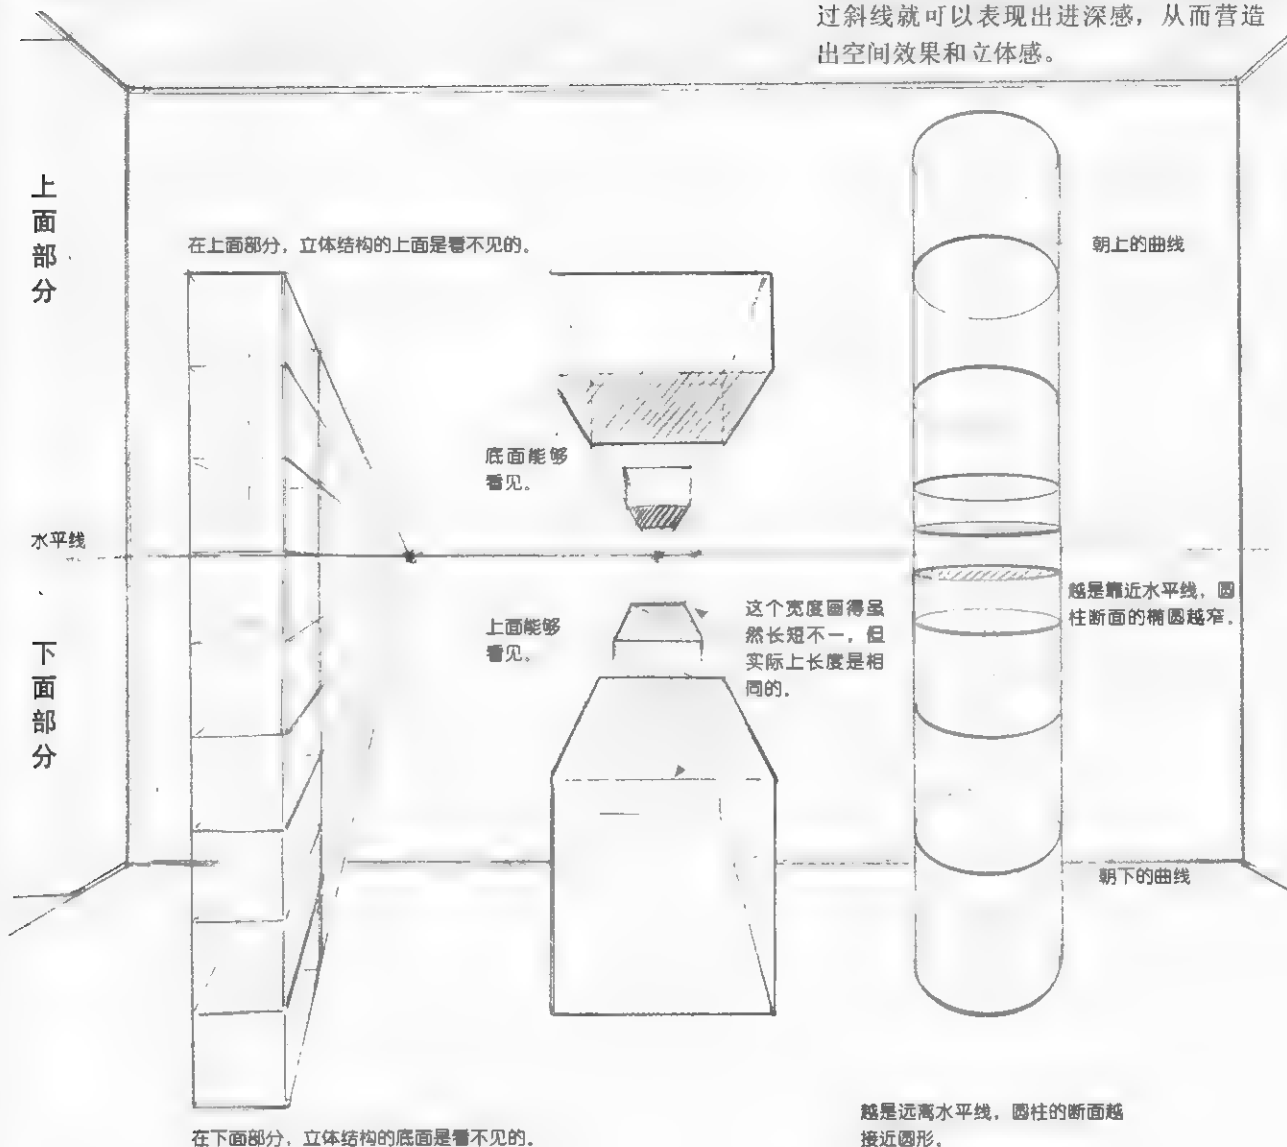 过斜线就可以表现出进深感，从而营造
出空间效果和立体感。
上面部分
在上面部分，立体结构的上面是看不见的。
朝上的曲线
底面能够
看见。
水平线
越是靠近水平线，圆
柱断面的椭圆越窄。
这个宽度画得虽
然长短不一，但
实际上长度是相
同的。
上面能够
看见。
下面部分
朝下的曲线
越是远离水平线，圆柱的断面越
接近圆形。
在下面部分，立体结构的底面是看不见的。